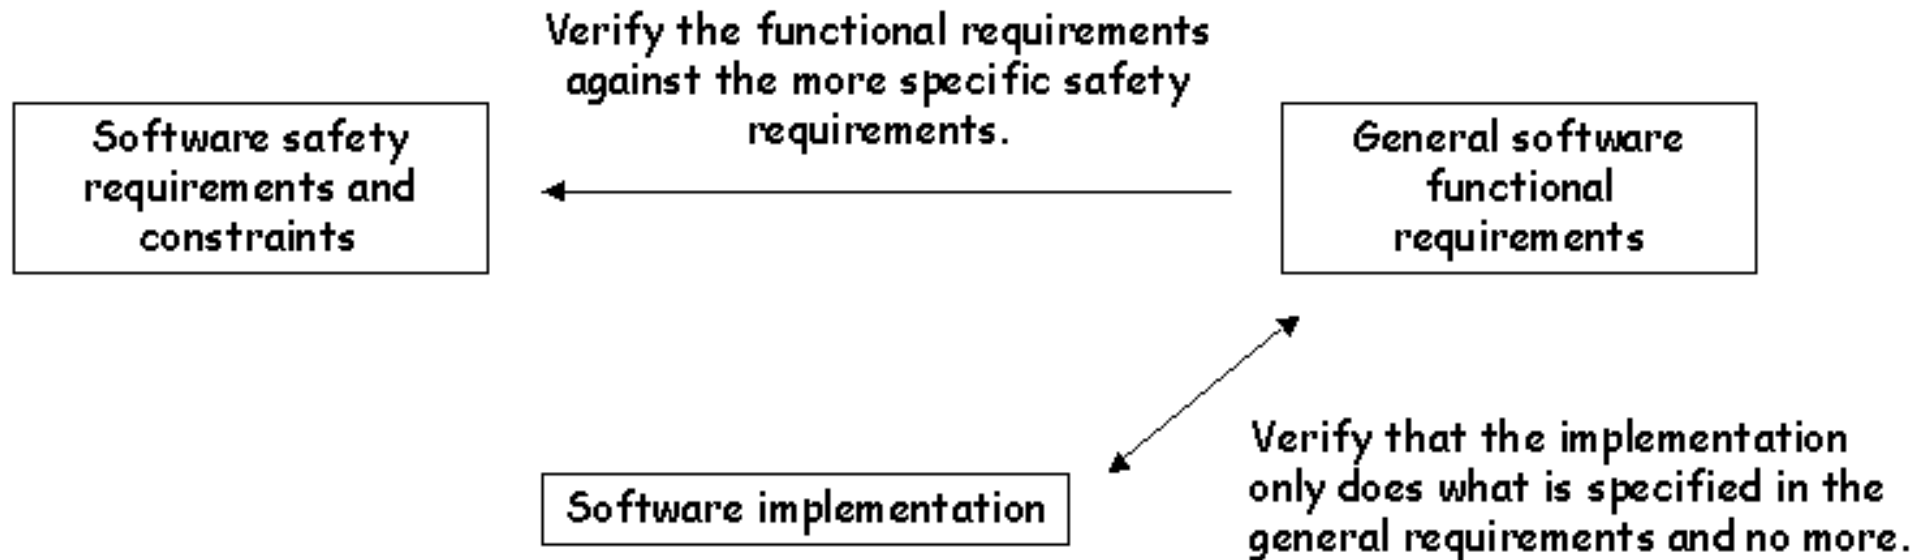 Verify the functional requirements
against the more specific safety
requirements.
Software safety
requirements and
constraints
General software
functional
requirements
Software implementation
Verify that the implementation
only does what is specified in the
general requirements and no more.